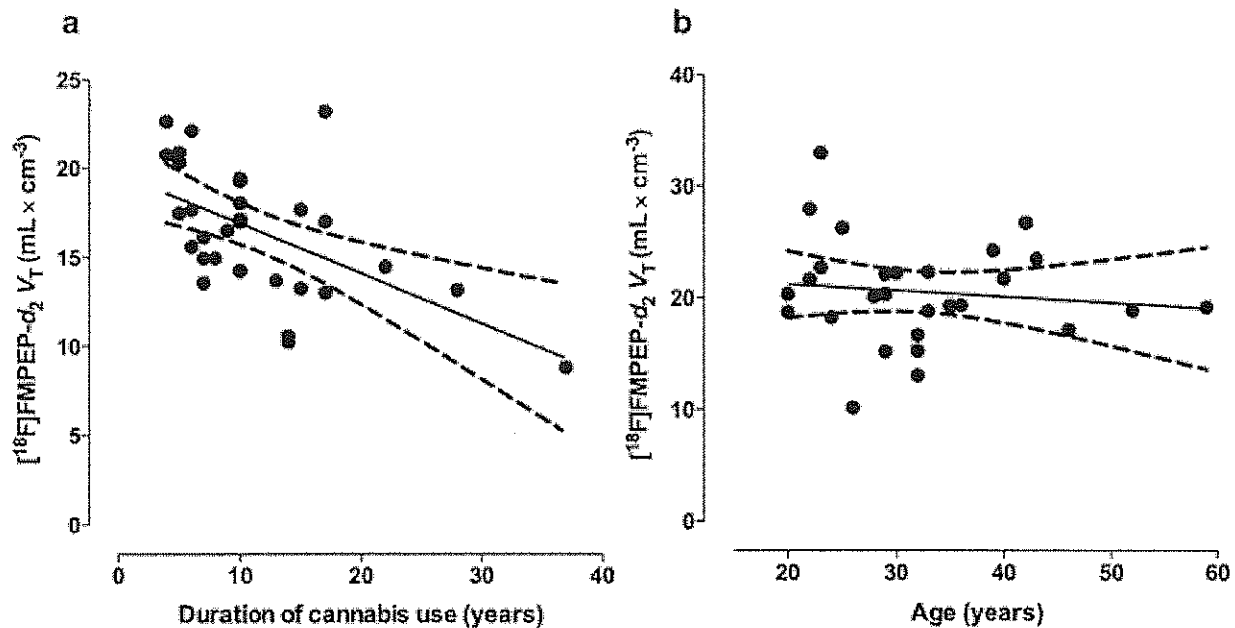 a
[¹⁸F]FMPEP-d₂ V_T (mL × cm⁻³)
25
20
15
10
5
0
0 10 20 30 40
Duration of cannabis use (years)
b
[¹⁸F]FMPEP-d₂ V_T (mL × cm⁻³)
40
30
20
10
0
20 30 40 50 60
Age (years)